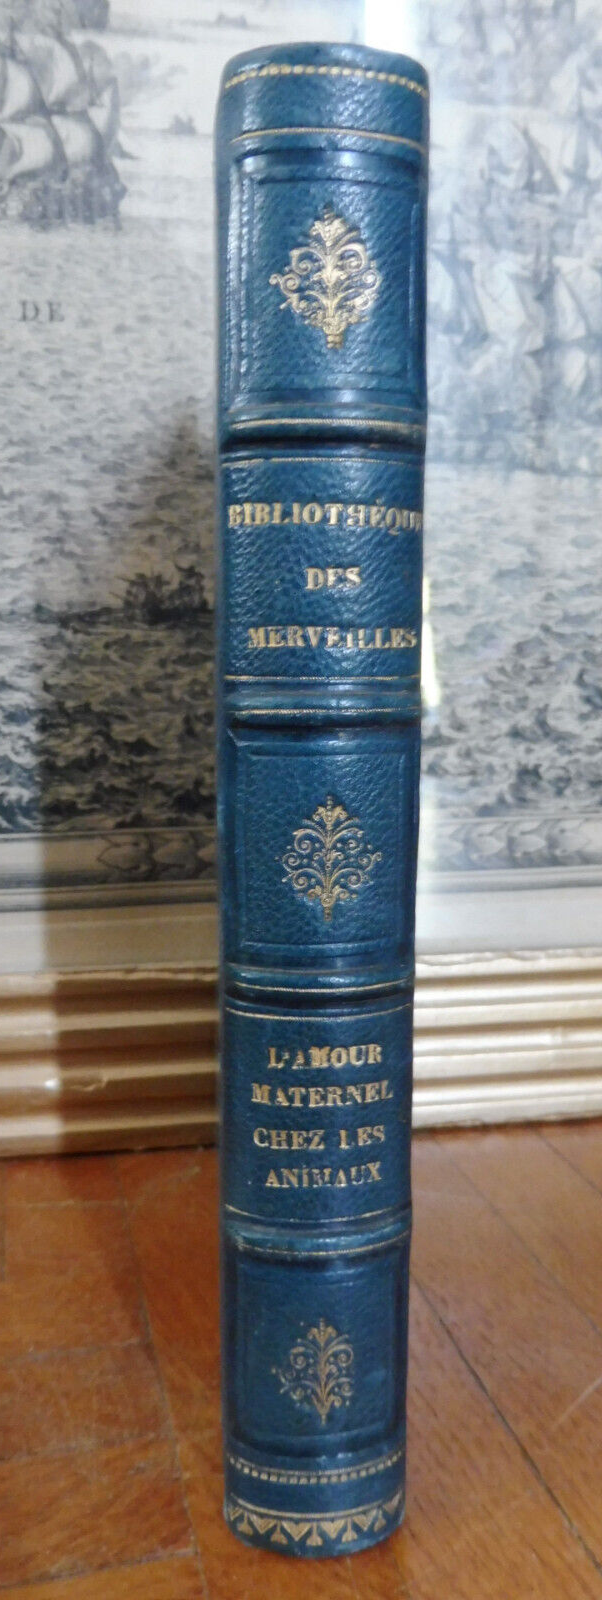 DE
BIBLIOTHÈQUE
DES
MERVEILLES
L'AMOUR
MATERNEL
CHEZ LES
ANIMAUX